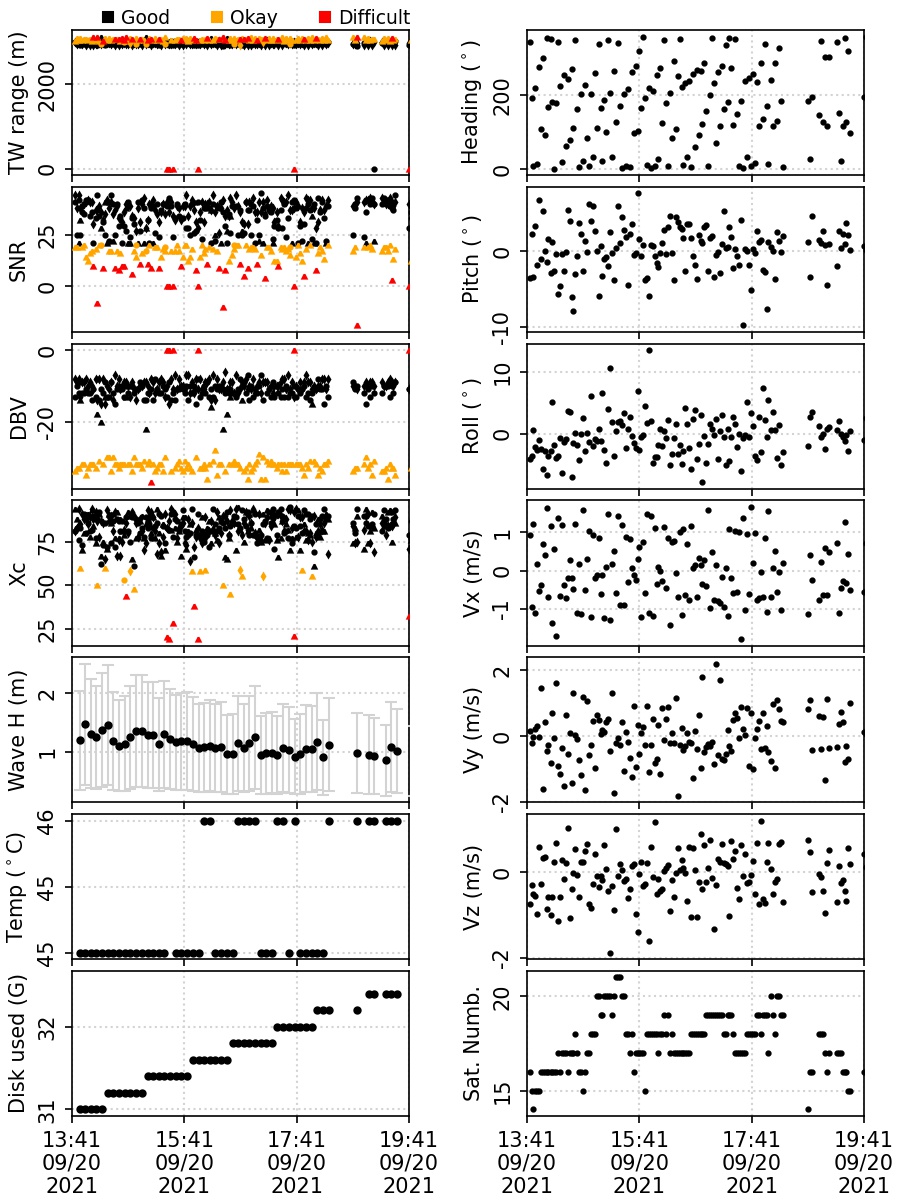 Good Okay Difficult
TW range (m)
2000
0
SNR
25
0
DBV
0
-20
Xc
75
50
25
Wave H (m)
2
1
Temp (°C)
46
45
45
Disk used (G)
32
31
13:41 15:41 17:41 19:41
09/20 09/20 09/20 09/20
2021 2021 2021 2021
Heading (°)
200
0
Pitch (°)
0
-10
Roll (°)
10
0
Vx (m/s)
1
0
-1
Vy (m/s)
2
0
-2
Vz (m/s)
0
-2
Sat. Numb.
20
15
13:41 15:41 17:41 19:41
09/20 09/20 09/20 09/20
2021 2021 2021 2021